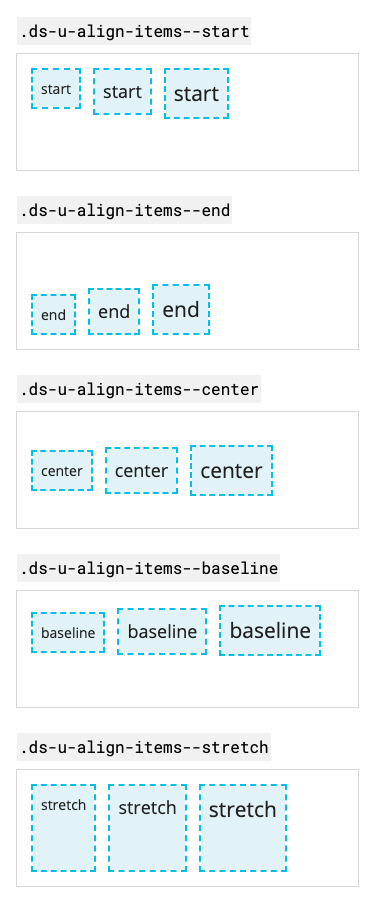 .ds-u-align-items--start
start start start
.ds-u-align-items--end
end end end
.ds-u-align-items--center
center center center
.ds-u-align-items--baseline
baseline baseline baseline
.ds-u-align-items--stretch
stretch stretch stretch